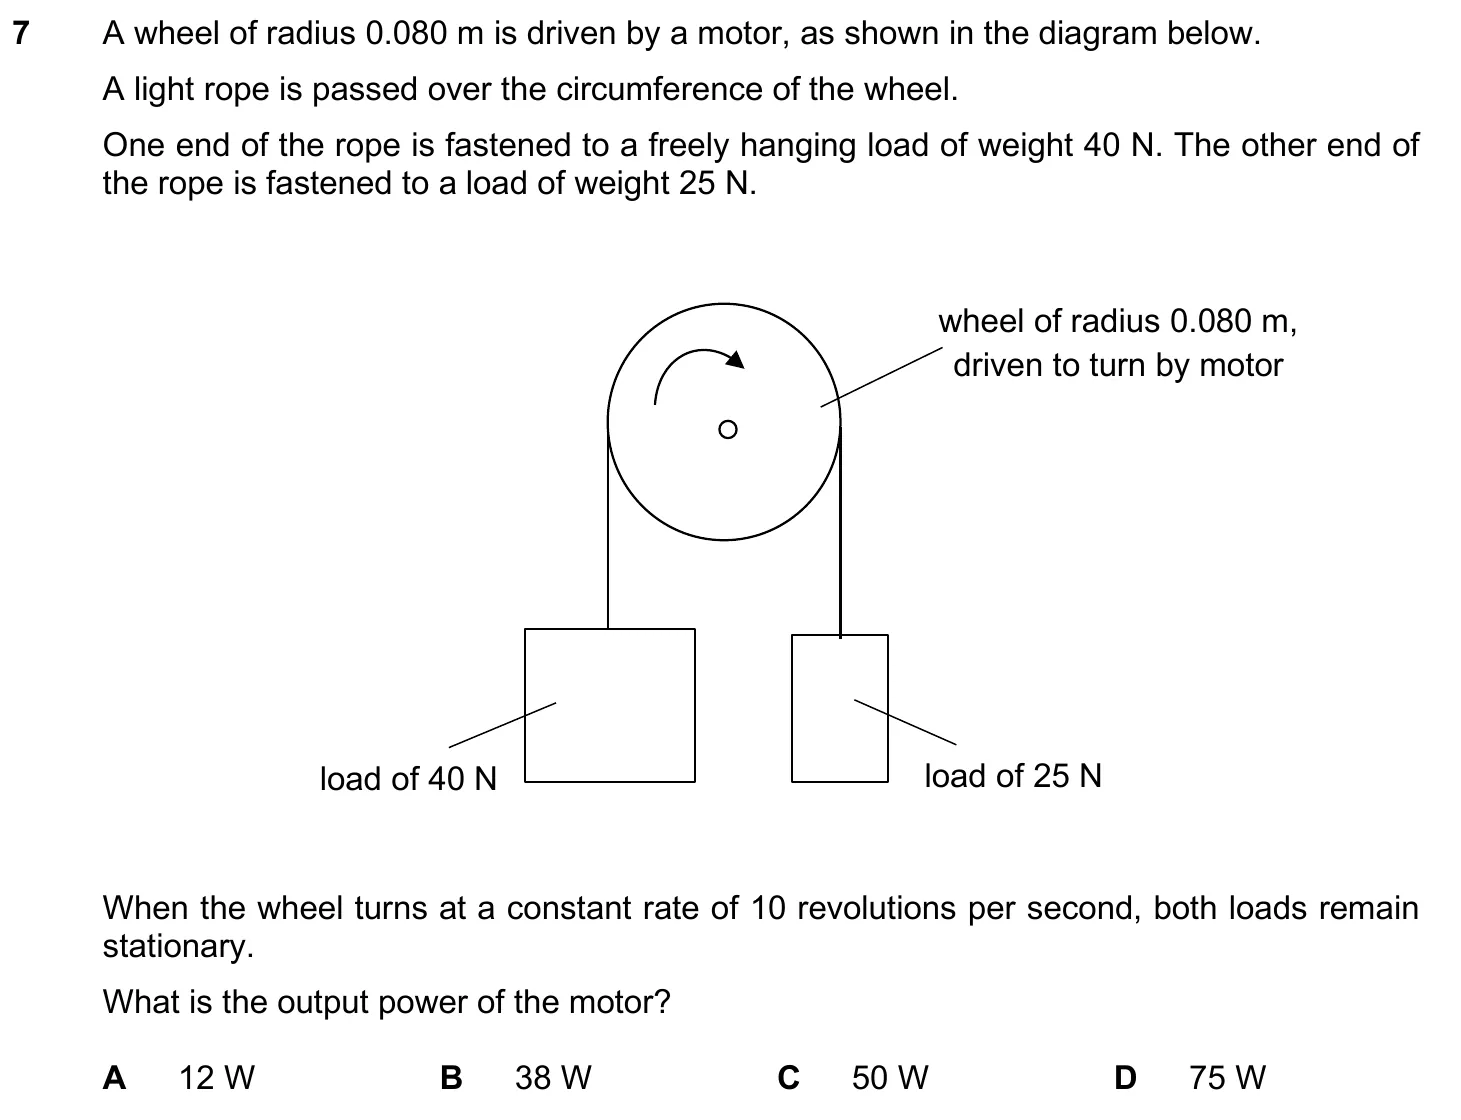 7 A wheel of radius 0.080 m is driven by a motor, as shown in the diagram below.
A light rope is passed over the circumference of the wheel.
One end of the rope is fastened to a freely hanging load of weight 40 N. The other end of
the rope is fastened to a load of weight 25 N.
wheel of radius 0.080 m,
driven to turn by motor
load of 40 N
load of 25 N
When the wheel turns at a constant rate of 10 revolutions per second, both loads remain
stationary.
What is the output power of the motor?
A 12 W B 38 W C 50 W D 75 W